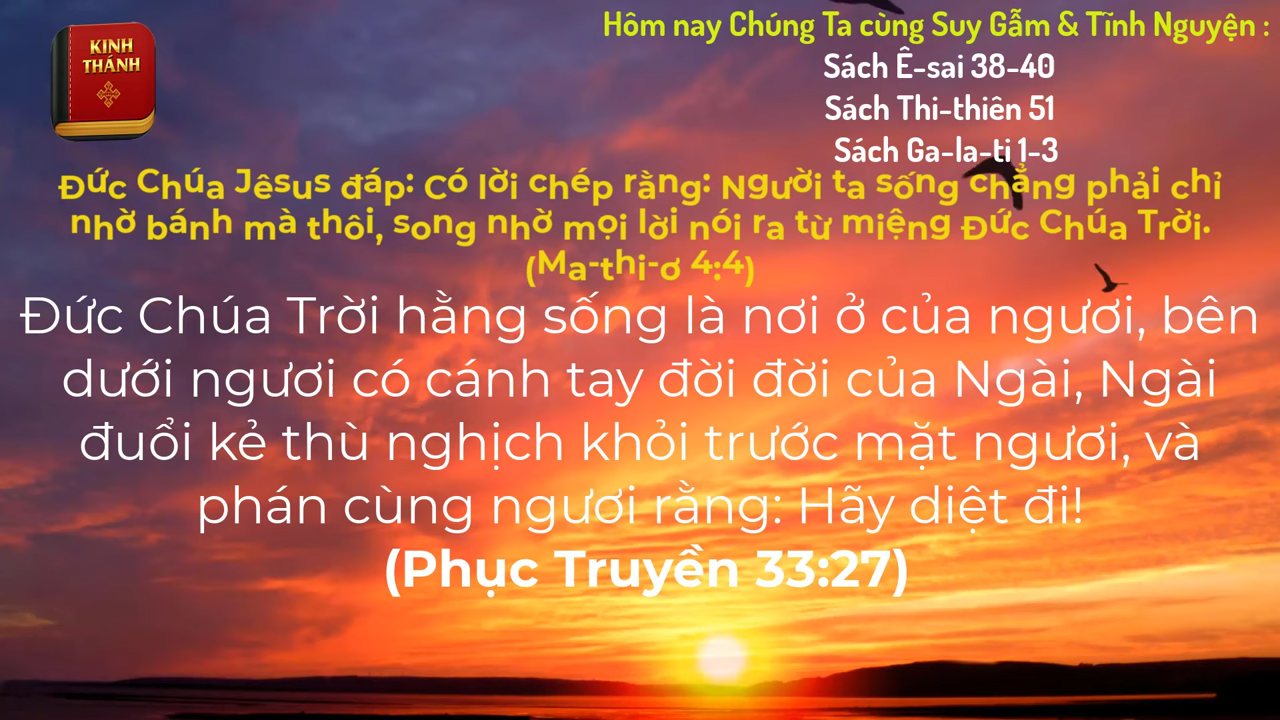 KINH
THÁNH
Hôm nay Chúng Ta cùng Suy Gẫm & Tĩnh Nguyện :
Sách Ê-sai 38-40
Sách Thi-thiên 51
Sách Ga-la-ti 1-3
Đức Chúa Jêsus đáp: Có lời chép rằng: Người ta sống chẳng phải chỉ
nhờ bánh mà thôi, song nhờ mọi lời nói ra từ miệng Đức Chúa Trời.
(Ma-thi-ơ 4:4)
Đức Chúa Trời hằng sống là nơi ở của ngươi, bên
dưới ngươi có cánh tay đời đời của Ngài, Ngài
đuổi kẻ thù nghịch khỏi trước mặt ngươi, và
phán cùng ngươi rằng: Hãy diệt đi!
(Phục Truyền 33:27)